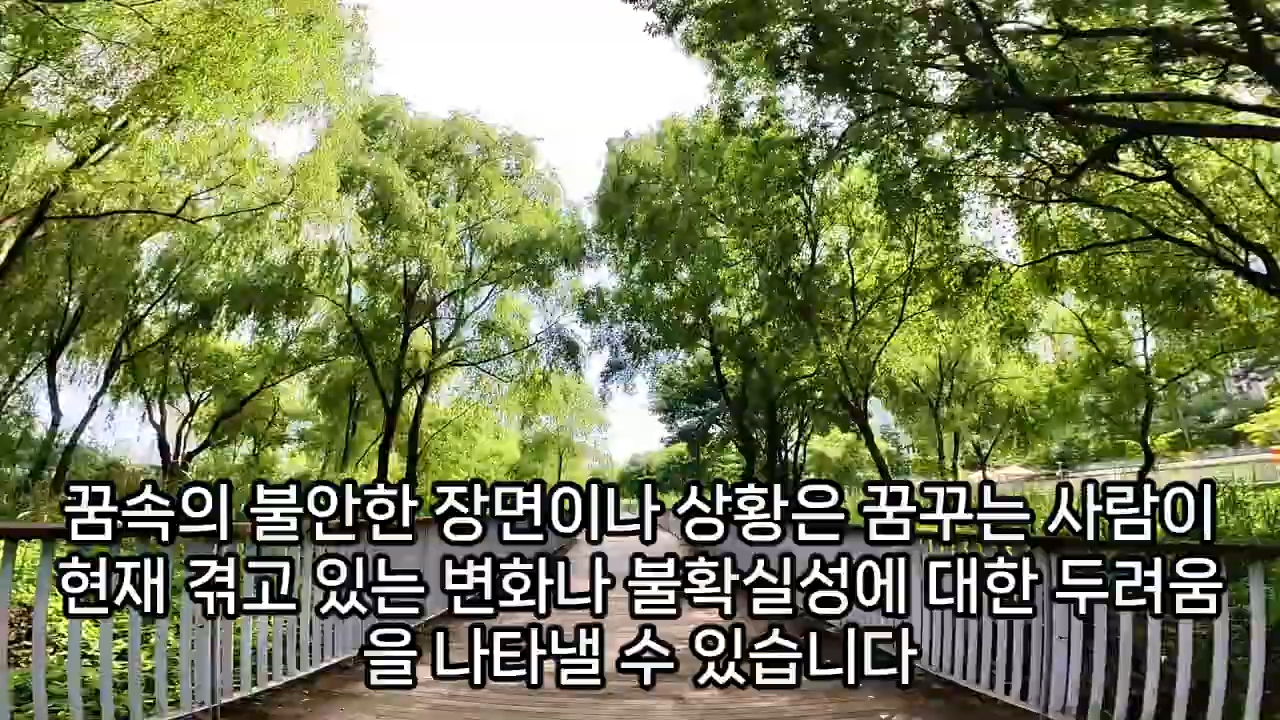 꿈속의 불안한 장면이나 상황은 꿈꾸는 사람이
현재 겪고 있는 변화나 불확실성에 대한 두려움
을 나타낼 수 있습니다